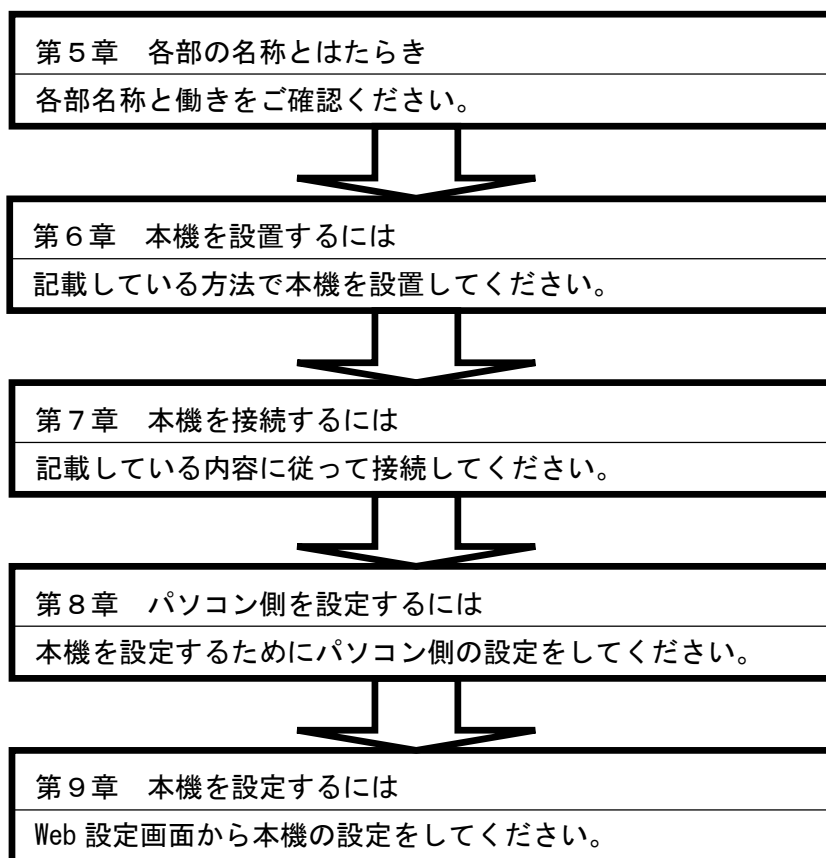 第５章　各部の名称とはたらき
各部名称と働きをご確認ください。
第６章　本機を設置するには
記載している方法で本機を設置してください。
第７章　本機を接続するには
記載している内容に従って接続してください。
第８章　パソコン側を設定するには
本機を設定するためにパソコン側の設定をしてください。
第９章　本機を設定するには
Web 設定画面から本機の設定をしてください。